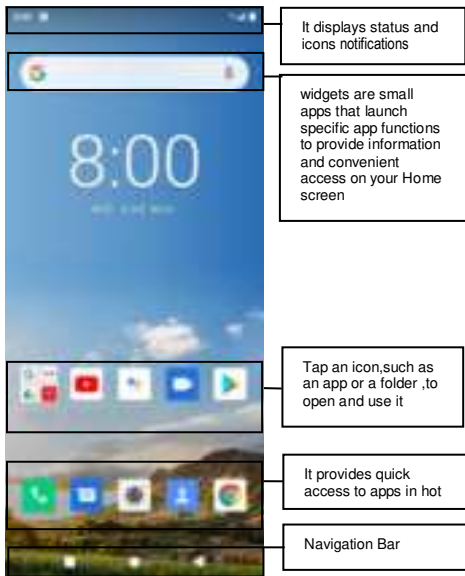 It displays status and
icons notifications
widgets are small
apps that launch
specific app functions
to provide information
and convenient
access on your Home
screen
8:00
Tap an icon,such as
an app or a folder ,to
open and use it
It provides quick
access to apps in hot
Navigation Bar